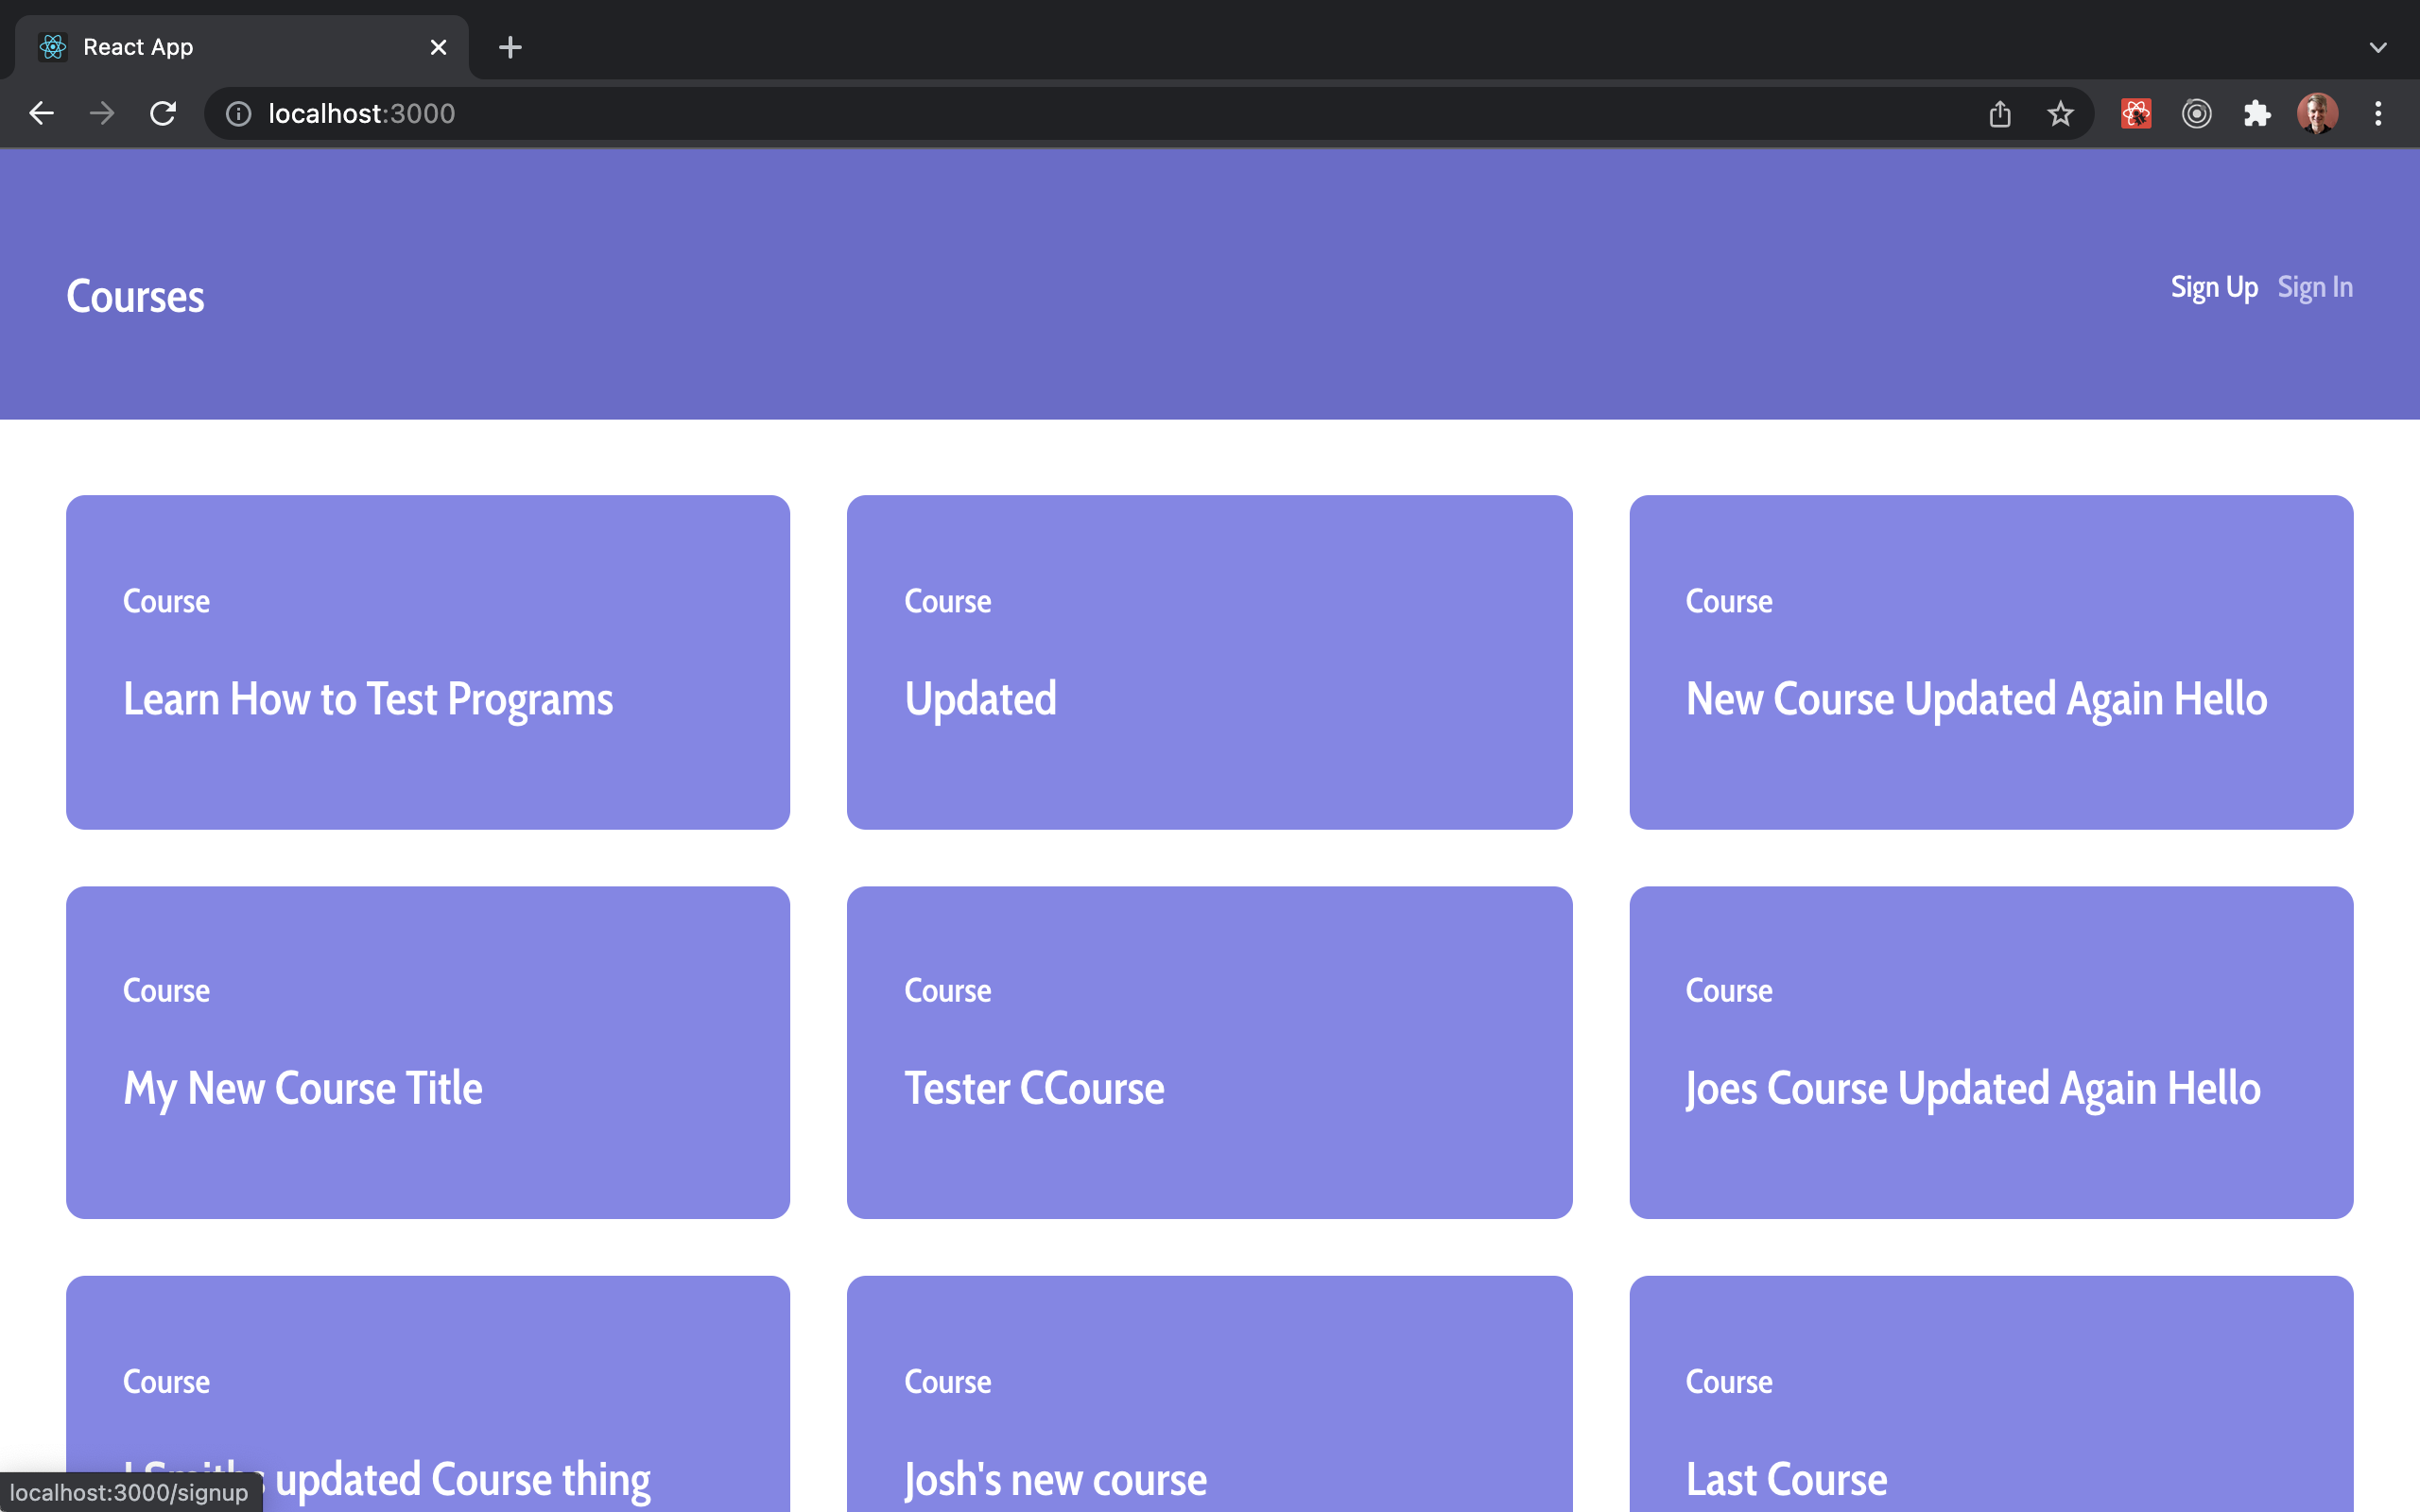 React App
localhost:3000
Courses
Sign Up Sign In
Course
Learn How to Test Programs
Course
Updated
Course
New Course Updated Again Hello
Course
My New Course Title
Course
Tester CCourse
Course
Joes Course Updated Again Hello
Course
updated Course thing
Course
Josh's new course
Course
Last Course
localhost:3000/signup